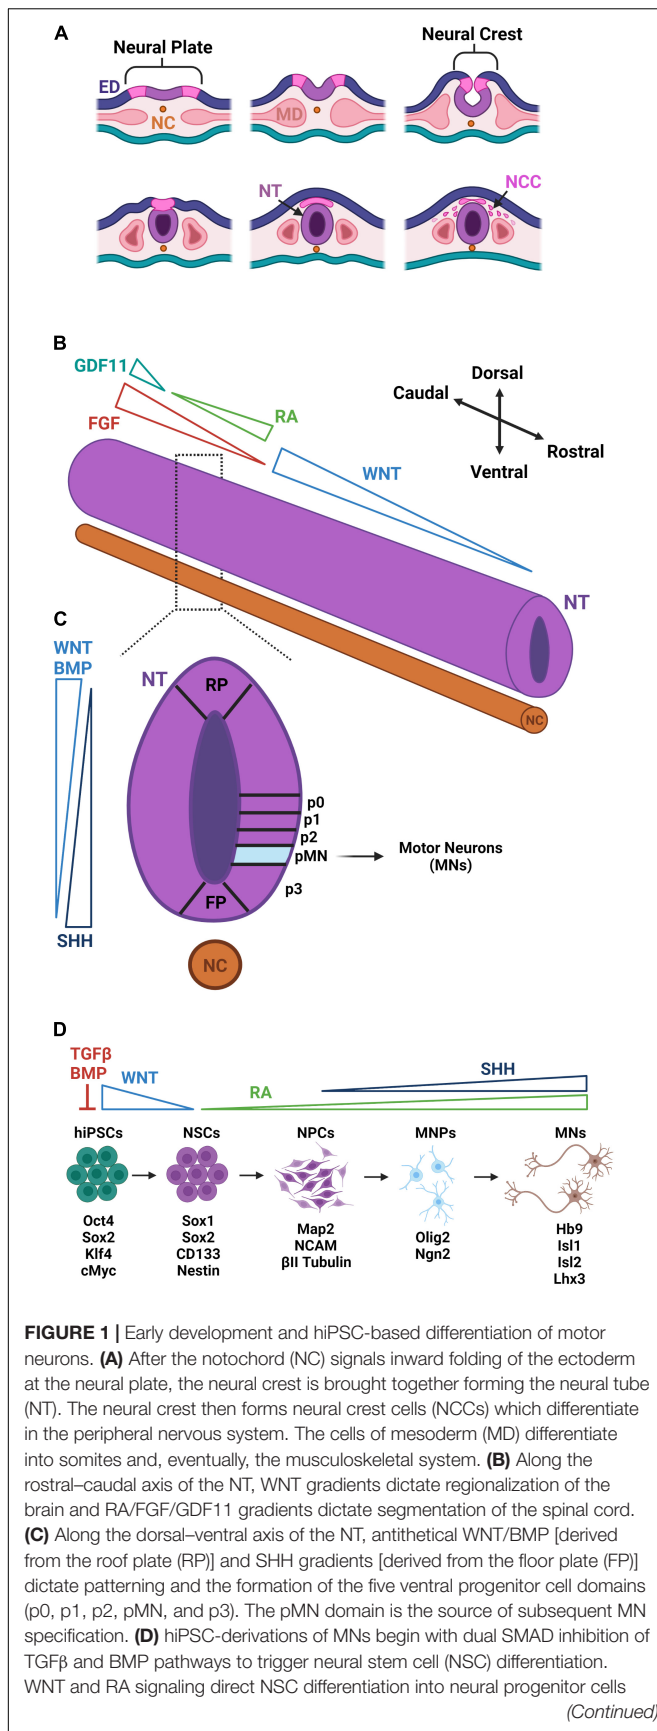 A
Neural Plate
Neural Crest
ED
NC
MD
NT
NCC
B
GDF11
FGF
RA
WNT
Dorsal
Caudal
Rostral
Ventral
NT
NC
C
WNT
BMP
SHH
NT
RP
p0
p1
p2
pMN
p3
FP
NC
Motor Neurons
(MNs)
D
TGFβ
BMP
WNT
RA
SHH
hiPSCs
NSCs
NPCs
MNPs
MNs
Oct4
Sox2
Klf4
cMyc
Sox1
Sox2
CD133
Nestin
Map2
NCAM
βII Tubulin
Olig2
Ngn2
Hb9
Isl1
Isl2
Lhx3
FIGURE 1 | Early development and hiPSC-based differentiation of motor
neurons. (A) After the notochord (NC) signals inward folding of the ectoderm
at the neural plate, the neural crest is brought together forming the neural tube
(NT). The neural crest then forms neural crest cells (NCCs) which differentiate
in the peripheral nervous system. The cells of mesoderm (MD) differentiate
into somites and, eventually, the musculoskeletal system. (B) Along the
rostral–caudal axis of the NT, WNT gradients dictate regionalization of the
brain and RA/FGF/GDF11 gradients dictate segmentation of the spinal cord.
(C) Along the dorsal–ventral axis of the NT, antithetical WNT/BMP [derived
from the roof plate (RP)] and SHH gradients [derived from the floor plate (FP)]
dictate patterning and the formation of the five ventral progenitor cell domains
(p0, p1, p2, pMN, and p3). The pMN domain is the source of subsequent MN
specification. (D) hiPSC-derivations of MNs begin with dual SMAD inhibition of
TGFβ and BMP pathways to trigger neural stem cell (NSC) differentiation.
WNT and RA signaling direct NSC differentiation into neural progenitor cells
(Continued)